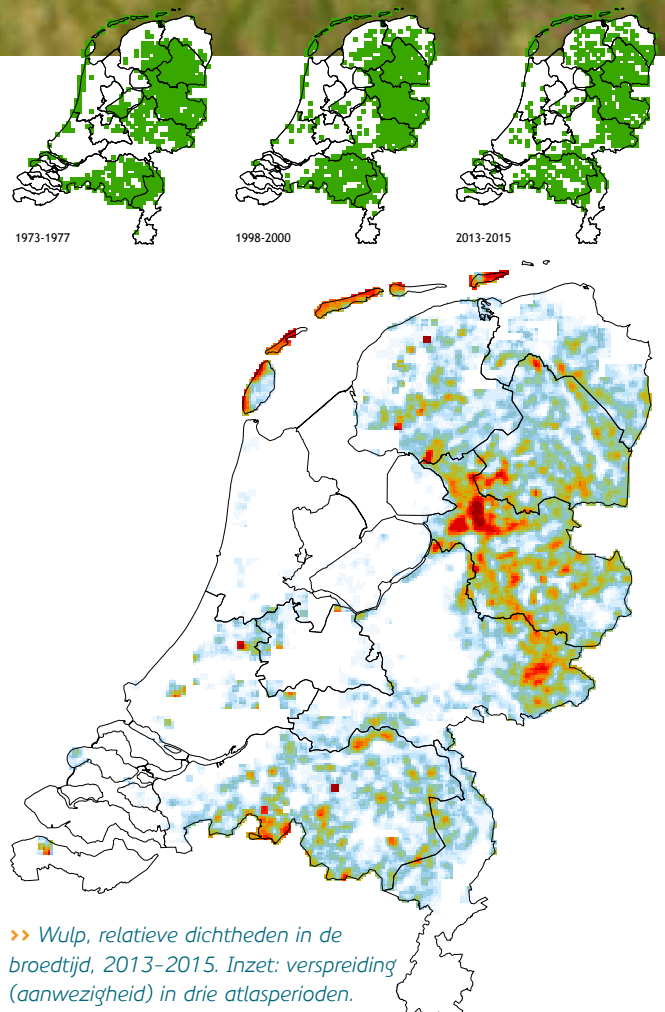 1973-1977
1998-2000
2013-2015
›› Wulp, relatieve dichtheden in de
broedtijd, 2013-2015. Inzet: verspreiding
(aanwezigheid) in drie atlasperioden.